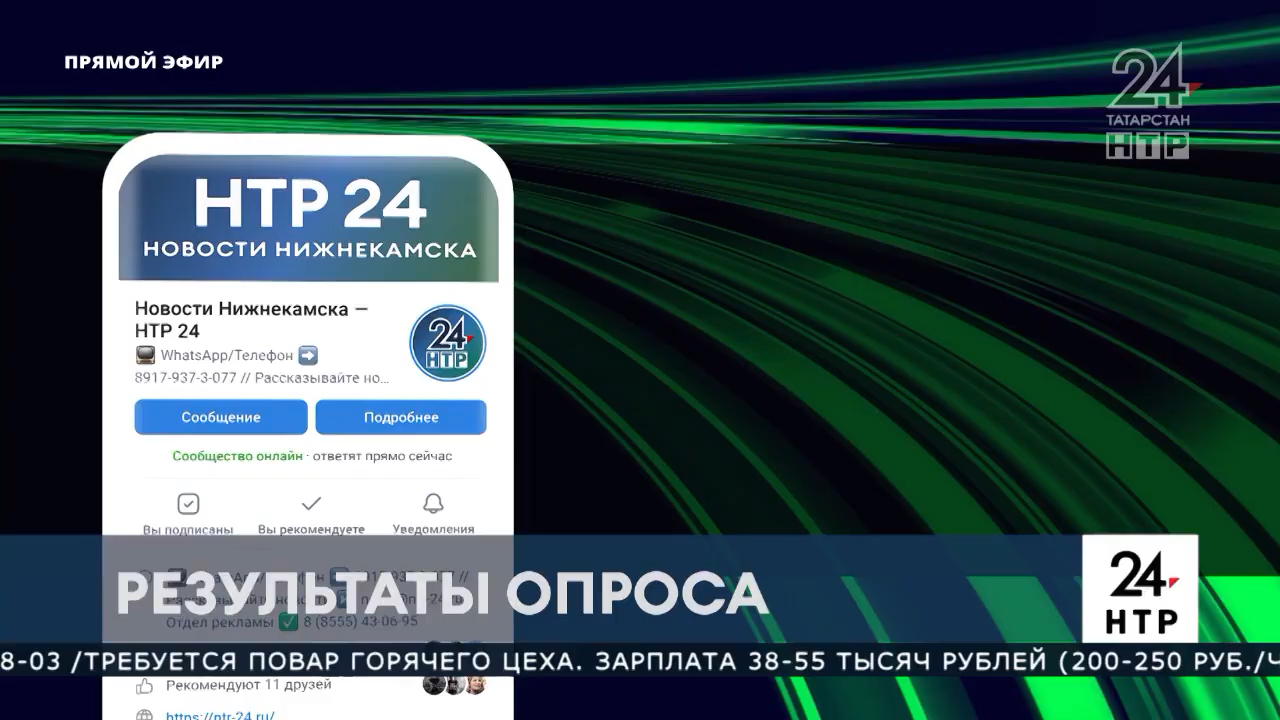 ПРЯМОЙ ЭФИР
24
ТАТАРСТАН
НТР
НТР 24
НОВОСТИ НИЖНЕКАМСКА
Новости Нижнекамска —
НТР 24
24
НТР
WhatsApp/Телефон
8917-937-3-077 // Рассказывайте но...
Сообщение
Подробнее
Сообщество онлайн · ответят прямо сейчас
Вы подписаны
Вы рекомендуете
Уведомления
РЕЗУЛЬТАТЫ ОПРОСА
Отдел рекламы 8 (8555) 43-06-95
24
НТР
8-03 /ТРЕБУЕТСЯ ПОВАР ГОРЯЧЕГО ЦЕХА. ЗАРПЛАТА 38-55 ТЫСЯЧ РУБЛЕЙ (200-250 РУБ./Ч
Рекомендуют 11 друзей
https://ntr-24.ru/